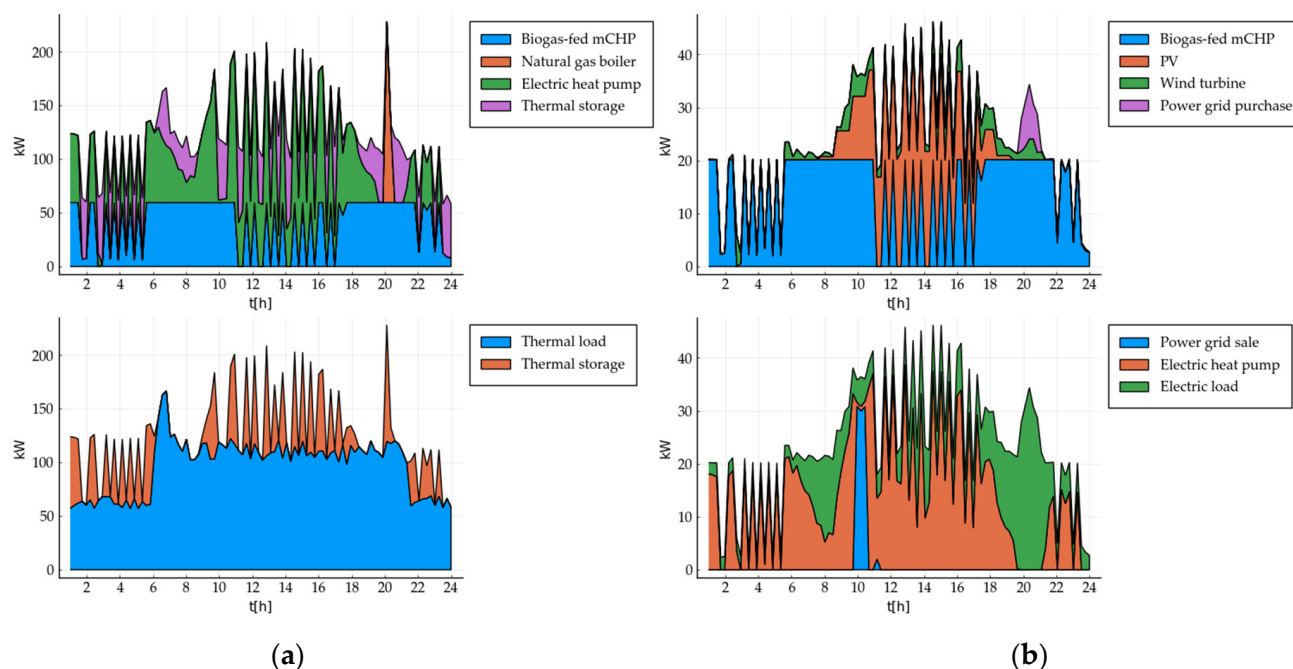 200
150
100
50
0
kW
2 4 6 8 10 12 14 16 18 20 22 24
t[h]
Biogas-fed mCHP
Natural gas boiler
Electric heat pump
Thermal storage
40
30
20
10
0
kW
2 4 6 8 10 12 14 16 18 20 22 24
t[h]
Biogas-fed mCHP
PV
Wind turbine
Power grid purchase
200
150
100
50
0
kW
2 4 6 8 10 12 14 16 18 20 22 24
t[h]
Thermal load
Thermal storage
40
30
20
10
0
kW
2 4 6 8 10 12 14 16 18 20 22 24
t[h]
Power grid sale
Electric heat pump
Electric load
(a)
(b)